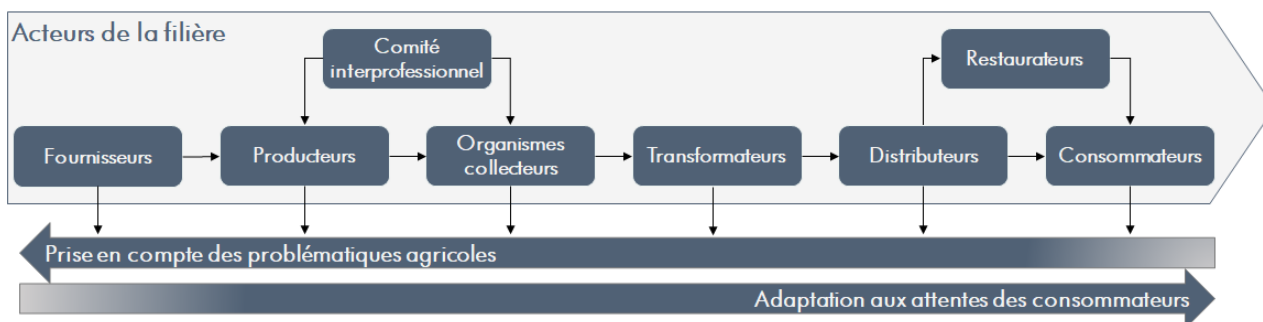 Acteurs de la filière
Comité
interprofessionnel
Restaurateurs
Fournisseurs
Producteurs
Organismes
collecteurs
Transformateurs
Distributeurs
Consommateurs
Prise en compte des problématiques agricoles
Adaptation aux attentes des consommateurs